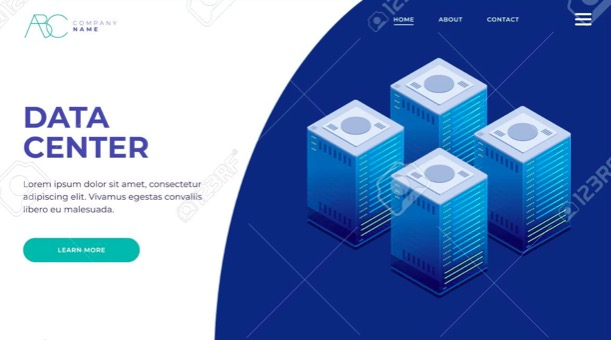 ABC COMPANY
NAME
HOME ABOUT CONTACT
DATA
CENTER
Lorem ipsum dolor sit amet, consectetur
adipiscing elit. Vivamus egestas convallis
libero eu malesuada.
LEARN MORE
123RF